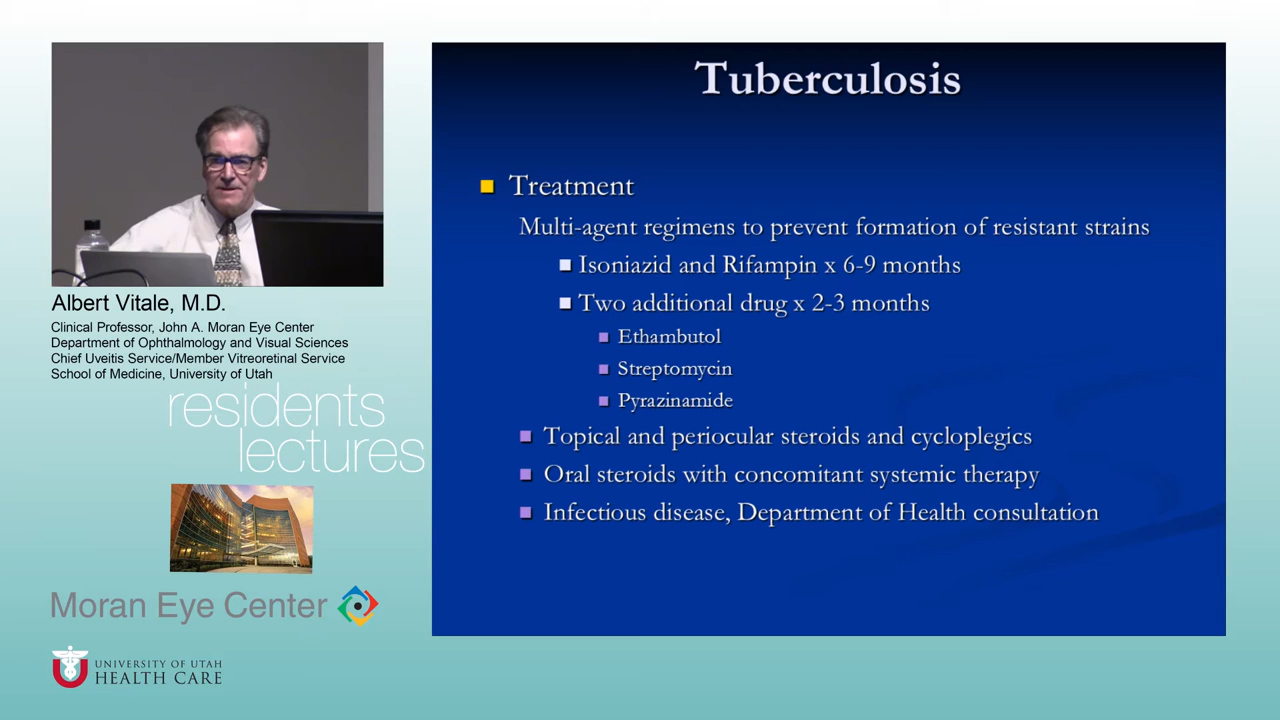 Tuberculosis
Treatment
Multi-agent regimens to prevent formation of resistant strains
Isoniazid and Rifampin x 6-9 months
Two additional drug x 2-3 months
Ethambutol
Streptomycin
Pyrazinamide
Topical and periocular steroids and cycloplegics
Oral steroids with concomitant systemic therapy
Infectious disease, Department of Health consultation
Albert Vitale, M.D.
Clinical Professor, John A. Moran Eye Center
Department of Ophthalmology and Visual Sciences
Chief Uveitis Service/Member Vitreoretinal Service
School of Medicine, University of Utah
residents
lectures
Moran Eye Center
UNIVERSITY OF UTAH
HEALTH CARE